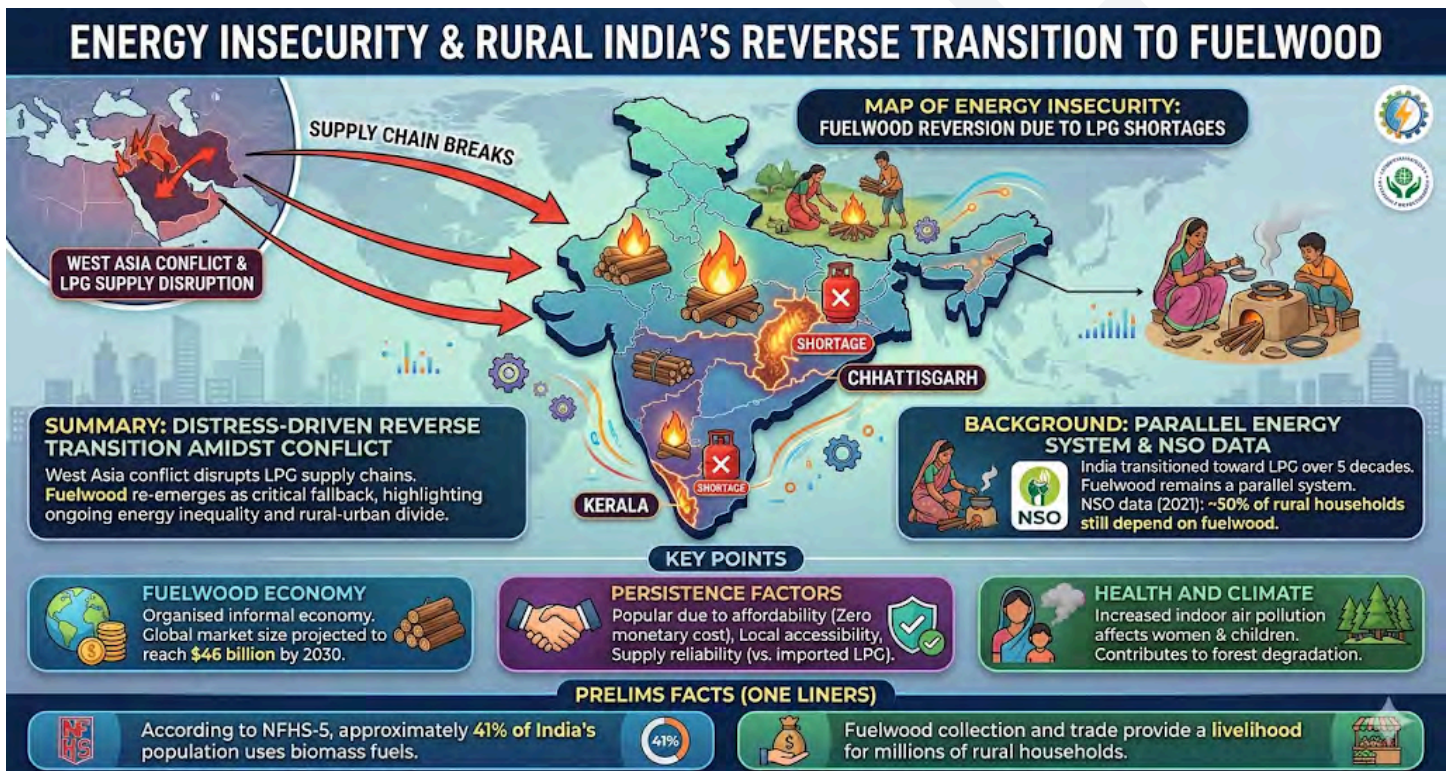 ENERGY INSECURITY & RURAL INDIA'S REVERSE TRANSITION TO FUELWOOD
SUPPLY CHAIN BREAKS
MAP OF ENERGY INSECURITY:
FUELWOOD REVERSION DUE TO LPG SHORTAGES
WEST ASIA CONFLICT &
LPG SUPPLY DISRUPTION
SHORTAGE
CHHATTISGARH
SHORTAGE
KERALA
SUMMARY: DISTRESS-DRIVEN REVERSE
TRANSITION AMIDST CONFLICT
West Asia conflict disrupts LPG supply chains.
Fuelwood re-emerges as critical fallback, highlighting
ongoing energy inequality and rural-urban divide.
BACKGROUND: PARALLEL ENERGY
SYSTEM & NSO DATA
India transitioned toward LPG over 5 decades.
Fuelwood remains a parallel system.
NSO data (2021): ~50% of rural households
still depend on fuelwood.
NSO
KEY POINTS
FUELWOOD ECONOMY
Organised informal economy.
Global market size projected to
reach $46 billion by 2030.
PERSISTENCE FACTORS
Popular due to affordability (Zero
monetary cost), Local accessibility,
Supply reliability (vs. imported LPG).
HEALTH AND CLIMATE
Increased indoor air pollution
affects women & children.
Contributes to forest degradation.
PRELIMS FACTS (ONE LINERS)
NF
HS
According to NFHS-5, approximately 41% of India's
population uses biomass fuels.
41%
Fuelwood collection and trade provide a livelihood
for millions of rural households.